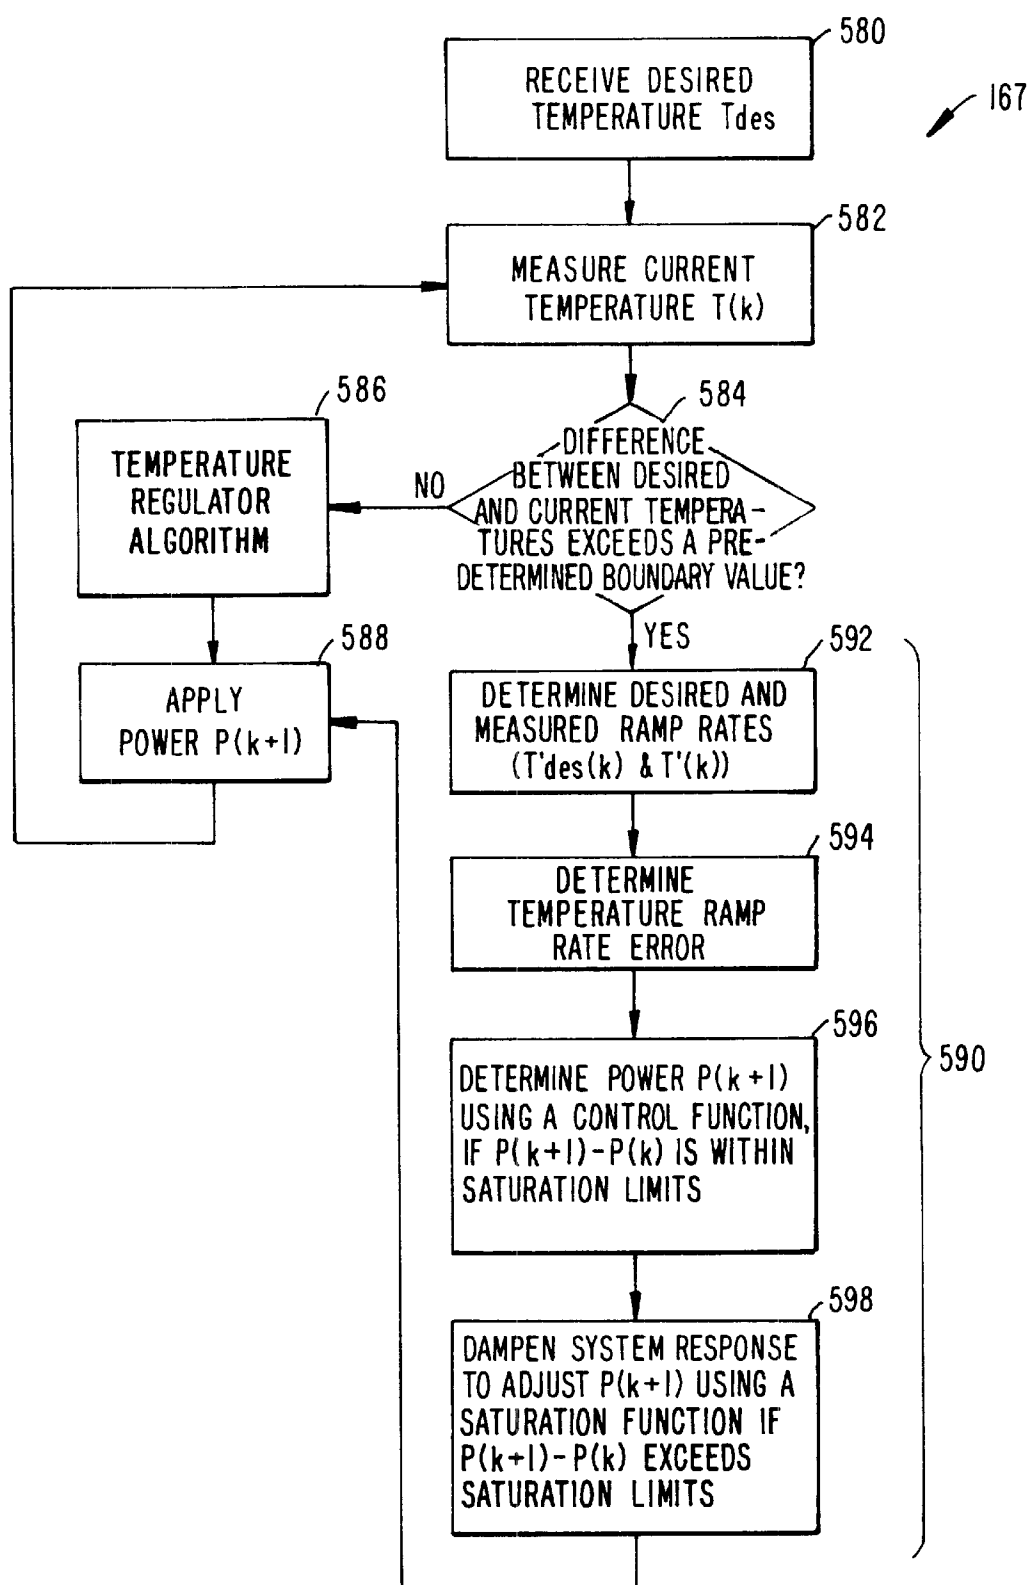 580
RECEIVE DESIRED
TEMPERATURE Tdes
167
582
MEASURE CURRENT
TEMPERATURE T(k)
584
DIFFERENCE
BETWEEN DESIRED
AND CURRENT TEMPERA-
TURES EXCEEDS A PRE-
DETERMINED BOUNDARY VALUE?
NO
586
TEMPERATURE
REGULATOR
ALGORITHM
588
APPLY
POWER P(k+1)
YES
592
DETERMINE DESIRED AND
MEASURED RAMP RATES
(T'des(k) & T'(k))
594
DETERMINE
TEMPERATURE RAMP
RATE ERROR
596
DETERMINE POWER P(k+1)
USING A CONTROL FUNCTION,
IF P(k+1)-P(k) IS WITHIN
SATURATION LIMITS
590
598
DAMPEN SYSTEM RESPONSE
TO ADJUST P(k+1) USING A
SATURATION FUNCTION IF
P(k+1)-P(k) EXCEEDS
SATURATION LIMITS